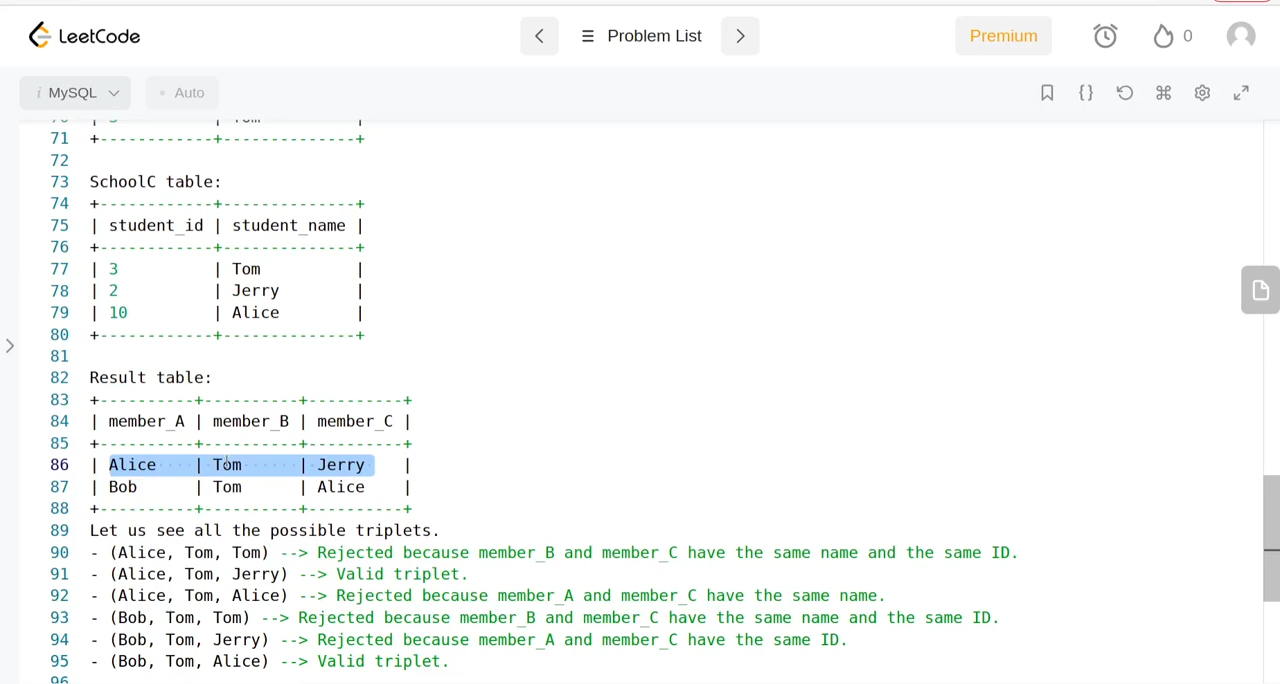 LeetCode
Problem List
Premium
0
i MySQL
Auto
{}
71 +------------+--------------+
72
73 SchoolC table:
74 +------------+--------------+
75 | student_id | student_name |
76 +------------+--------------+
77 | 3          | Tom          |
78 | 2          | Jerry        |
79 | 10         | Alice        |
80 +------------+--------------+
81
82 Result table:
83 +----------+----------+----------+
84 | member_A | member_B | member_C |
85 +----------+----------+----------+
86 | Alice    | Tom      | Jerry    |
87 | Bob      | Tom      | Alice    |
88 +----------+----------+----------+
89 Let us see all the possible triplets.
90 - (Alice, Tom, Tom) --> Rejected because member_B and member_C have the same name and the same ID.
91 - (Alice, Tom, Jerry) --> Valid triplet.
92 - (Alice, Tom, Alice) --> Rejected because member_A and member_C have the same name.
93 - (Bob, Tom, Tom) --> Rejected because member_B and member_C have the same name and the same ID.
94 - (Bob, Tom, Jerry) --> Rejected because member_A and member_C have the same ID.
95 - (Bob, Tom, Alice) --> Valid triplet.